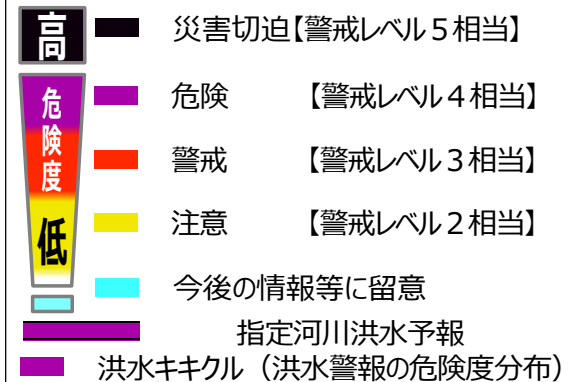 高
危険度
低
災害切迫【警戒レベル５相当】
危険 【警戒レベル４相当】
警戒 【警戒レベル３相当】
注意 【警戒レベル２相当】
今後の情報等に留意
指定河川洪水予報
洪水キキクル（洪水警報の危険度分布）